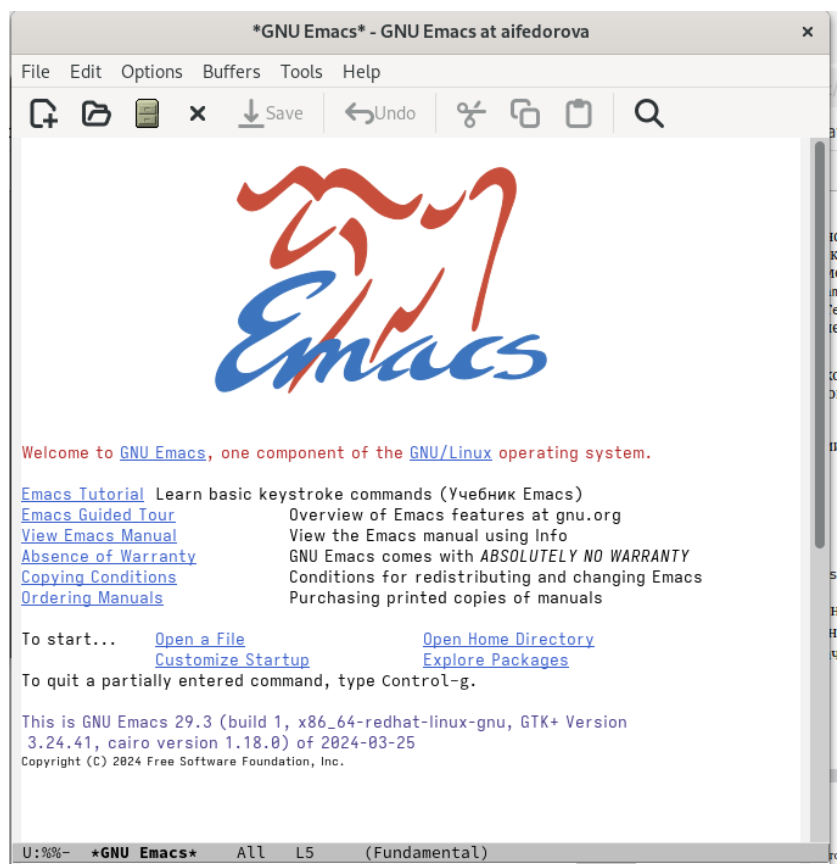 *GNU Emacs* - GNU Emacs at aifedorova
File Edit Options Buffers Tools Help
Save Undo
Emacs
Welcome to GNU Emacs, one component of the GNU/Linux operating system.
Emacs Tutorial Learn basic keystroke commands (Учебник Emacs)
Emacs Guided Tour Overview of Emacs features at gnu.org
View Emacs Manual View the Emacs manual using Info
Absence of Warranty GNU Emacs comes with ABSOLUTELY NO WARRANTY
Copying Conditions Conditions for redistributing and changing Emacs
Ordering Manuals Purchasing printed copies of manuals
To start... Open a File Open Home Directory
Customize Startup Explore Packages
To quit a partially entered command, type Control-g.
This is GNU Emacs 29.3 (build 1, x86_64-redhat-linux-gnu, GTK+ Version
3.24.41, cairo version 1.18.0) of 2024-03-25
Copyright (C) 2024 Free Software Foundation, Inc.
U:%%- *GNU Emacs* All L5 (Fundamental)